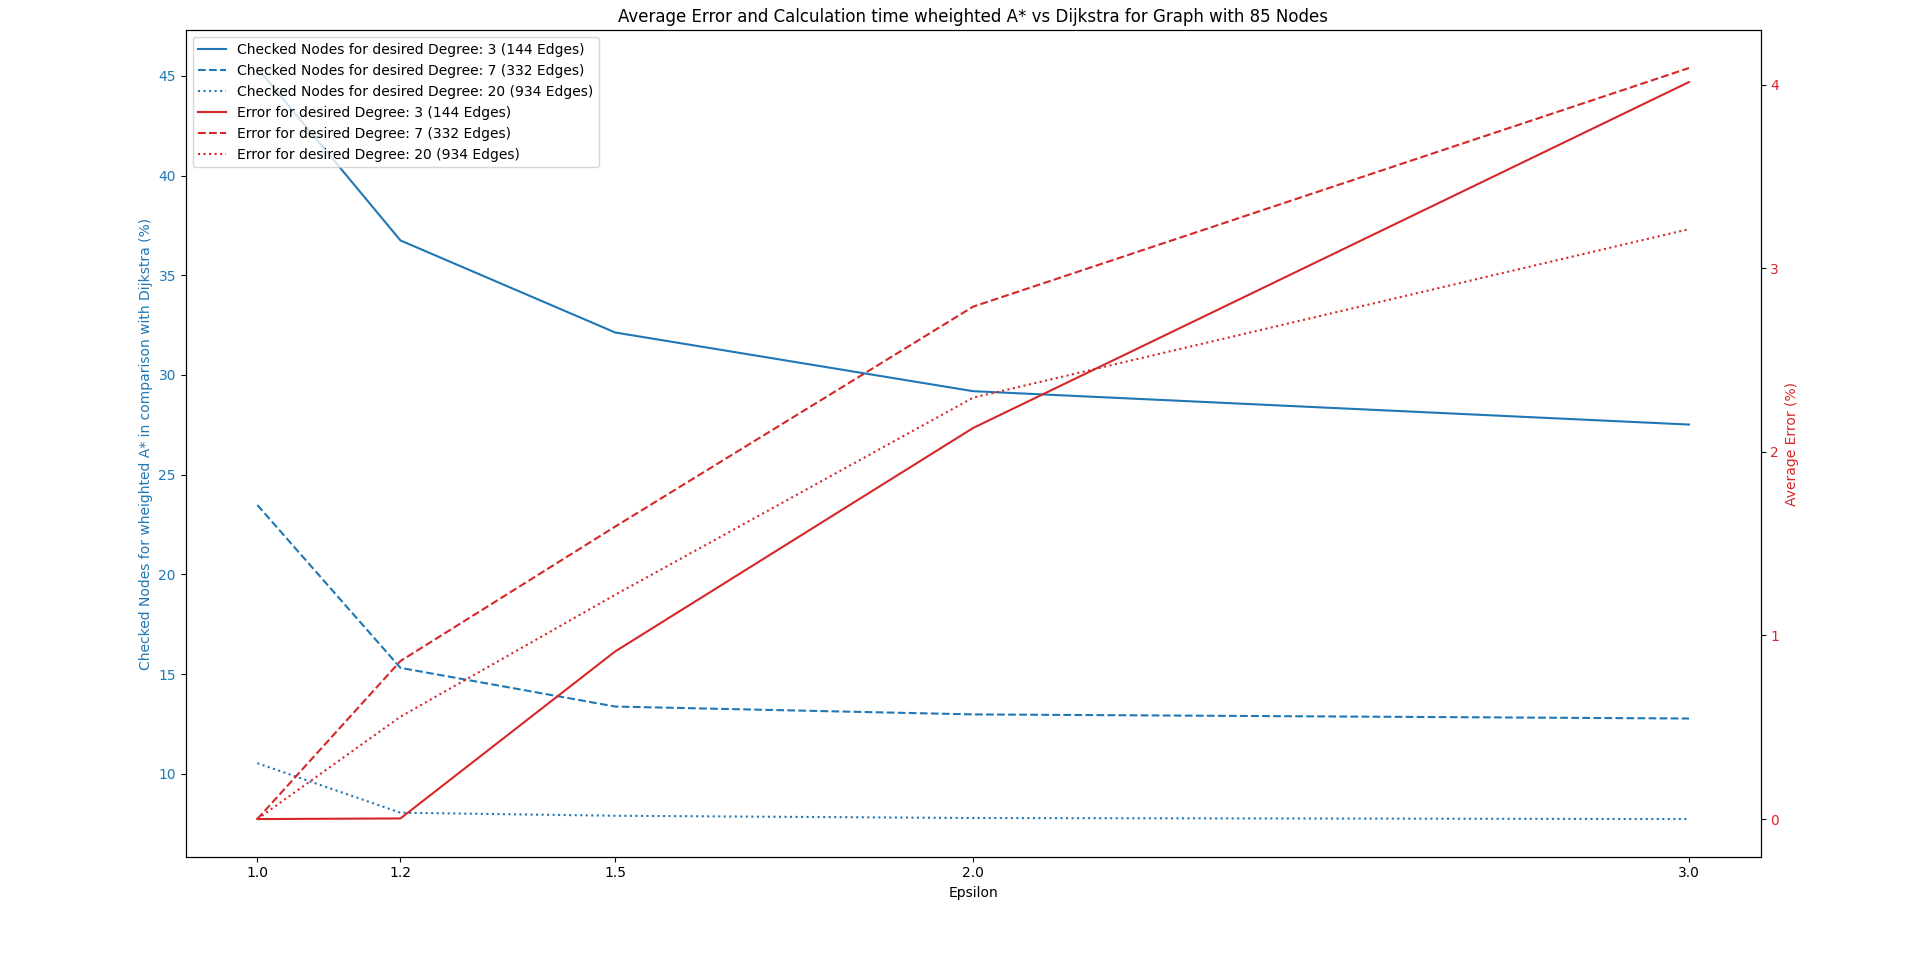 Average Error and Calculation time wheighted A* vs Dijkstra for Graph with 85 Nodes
Checked Nodes for desired Degree: 3 (144 Edges)
Checked Nodes for desired Degree: 7 (332 Edges)
Checked Nodes for desired Degree: 20 (934 Edges)
Error for desired Degree: 3 (144 Edges)
Error for desired Degree: 7 (332 Edges)
Error for desired Degree: 20 (934 Edges)
Checked Nodes for wheighted A* in comparison with Dijkstra (%)
45
40
35
30
25
20
15
10
4
3
2
1
0
Average Error (%)
1.0 1.2 1.5 2.0 3.0
Epsilon